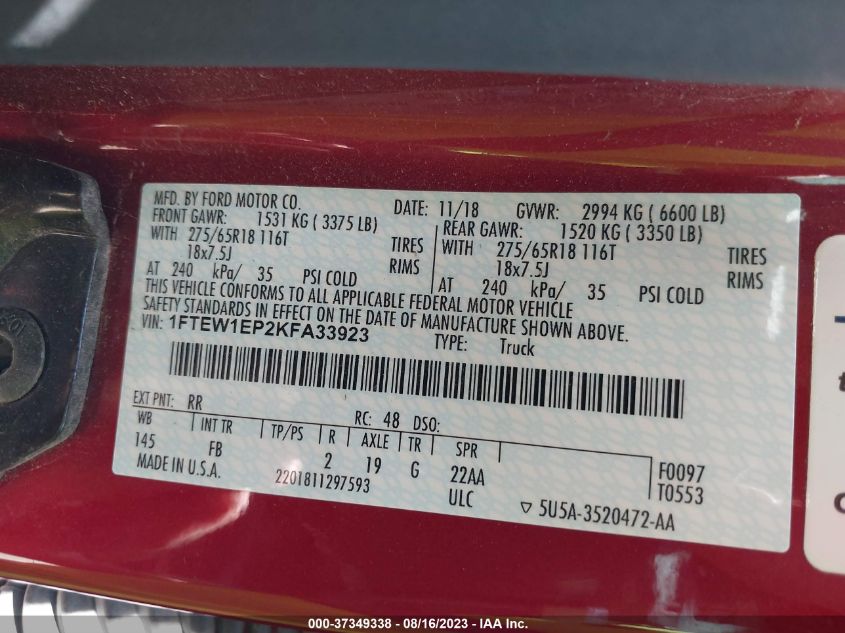 MFD. BY FORD MOTOR CO. DATE: 11/18 GVWR: 2994 KG ( 6600 LB)
FRONT GAWR: 1531 KG ( 3375 LB) REAR GAWR: 1520 KG ( 3350 LB)
WITH 275/65R18 116T TIRES WITH 275/65R18 116T TIRES
18x7.5J RIMS 18x7.5J RIMS
AT 240 kPa/ 35 PSI COLD AT 240 kPa/ 35 PSI COLD
THIS VEHICLE CONFORMS TO ALL APPLICABLE FEDERAL MOTOR VEHICLE
SAFETY STANDARDS IN EFFECT ON THE DATE OF MANUFACTURE SHOWN ABOVE.
VIN: 1FTEW1EP2KFA33923 TYPE: Truck
EXT PNT: RR RC: 48 DSO:
WB INT TR TP/PS R AXLE TR SPR
145 FB 2 19 G 22AA F0097
MADE IN U.S.A. 2201811297593 ULC T0553
▽ 5U5A-3520472-AA
000-37349338 - 08/16/2023 - IAA Inc.